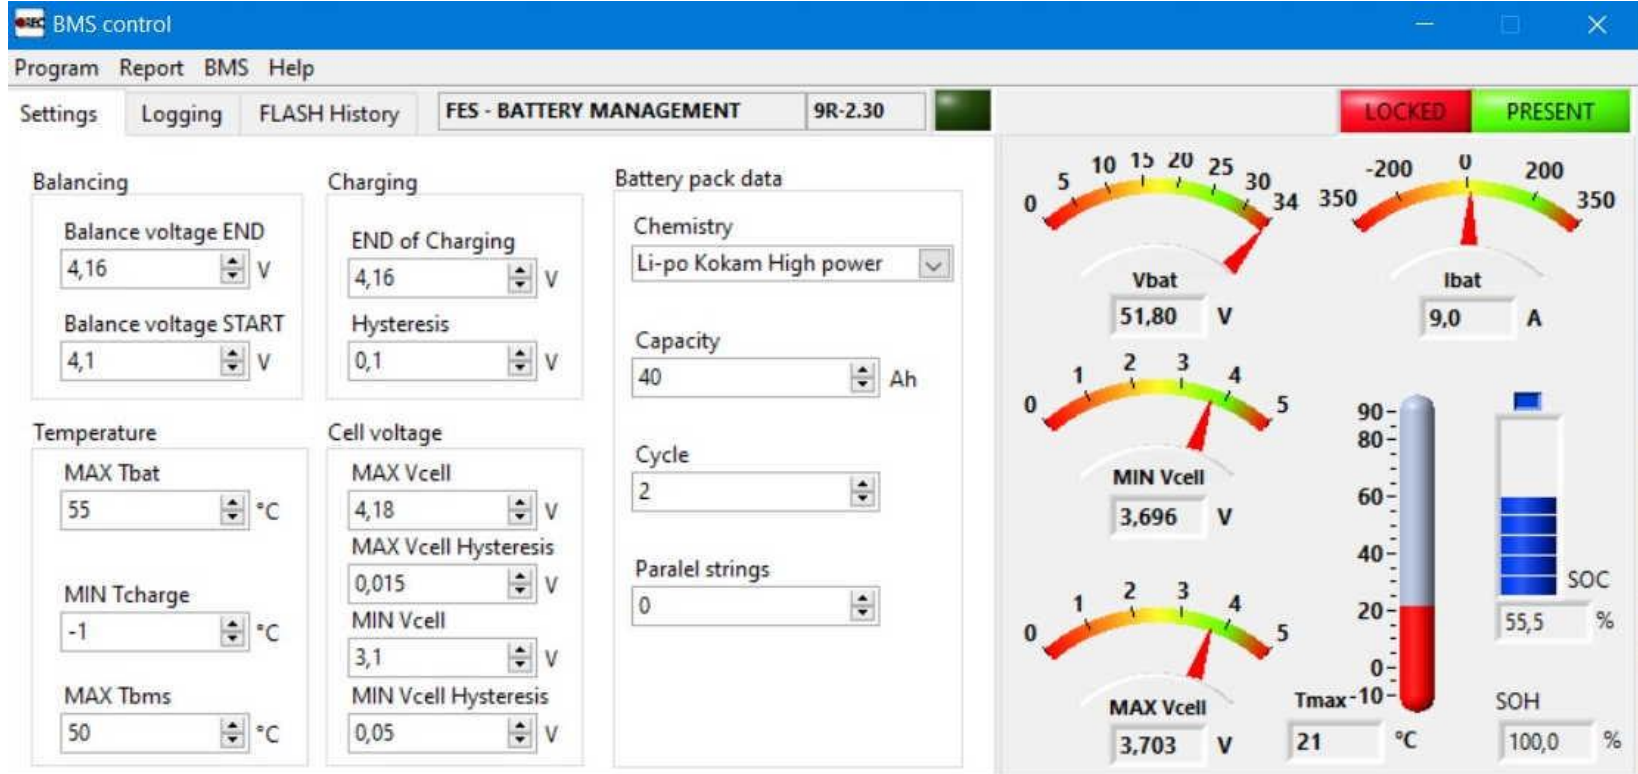 REC BMS control
Program Report BMS Help
Settings Logging FLASH History FES - BATTERY MANAGEMENT 9R-2.30 LOCKED PRESENT
Balancing
Balance voltage END
4,16 V
Balance voltage START
4,1 V
Charging
END of Charging
4,16 V
Hysteresis
0,1 V
Battery pack data
Chemistry
Li-po Kokam High power
Capacity
40 Ah
Cycle
2
Paralel strings
0
Temperature
MAX Tbat
55 °C
MIN Tcharge
-1 °C
MAX Tbms
50 °C
Cell voltage
MAX Vcell
4,18 V
MAX Vcell Hysteresis
0,015 V
MIN Vcell
3,1 V
MIN Vcell Hysteresis
0,05 V
0 5 10 15 20 25 30 34
Vbat
51,80 V
350 -200 0 200 350
Ibat
9,0 A
0 1 2 3 4 5
MIN Vcell
3,696 V
0 1 2 3 4 5
MAX Vcell
3,703 V
90
80
60
40
20
0
-10
Tmax
21 °C
SOC
55,5 %
SOH
100,0 %